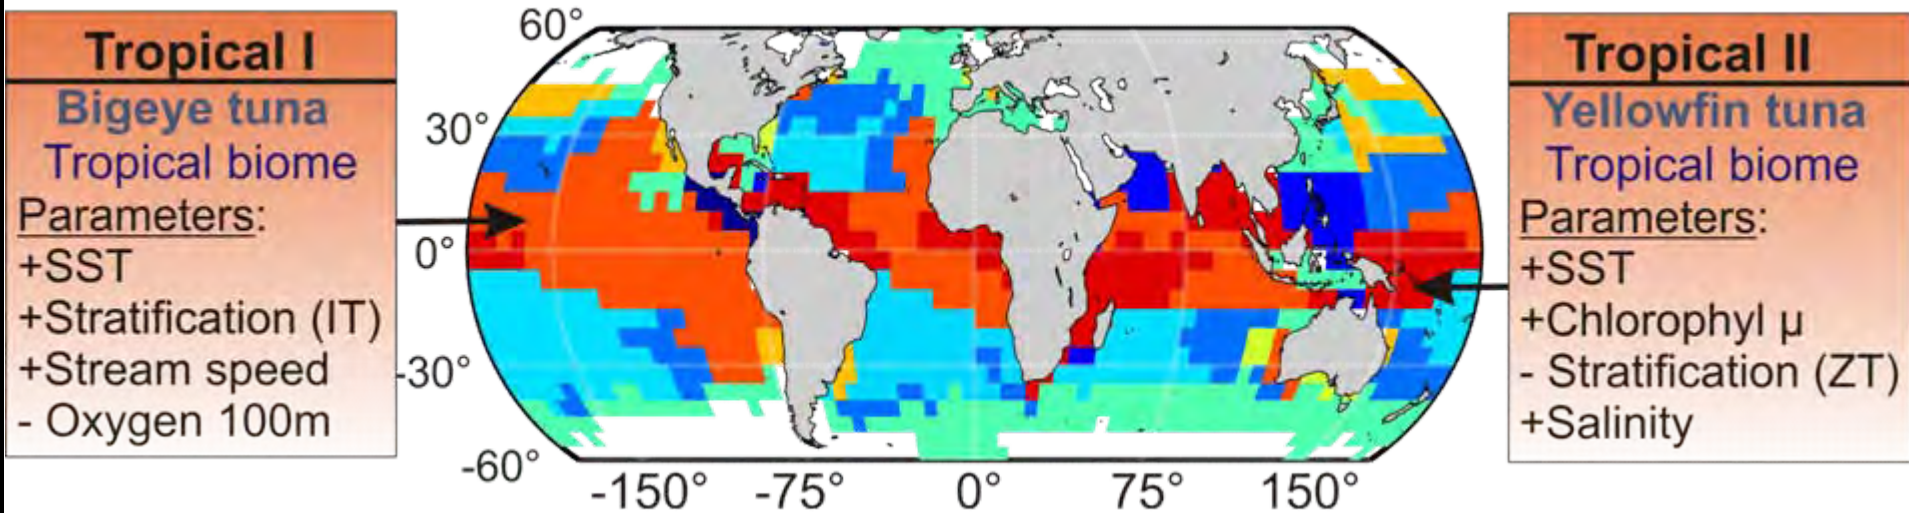 Tropical I
Bigeye tuna
Tropical biome
Parameters:
+SST
+Stratification (IT)
+Stream speed
- Oxygen 100m
60°
30°
0°
-30°
-60°
-150°
-75°
0°
75°
150°
Tropical II
Yellowfin tuna
Tropical biome
Parameters:
+SST
+Chlorophyl µ
- Stratification (ZT)
+Salinity